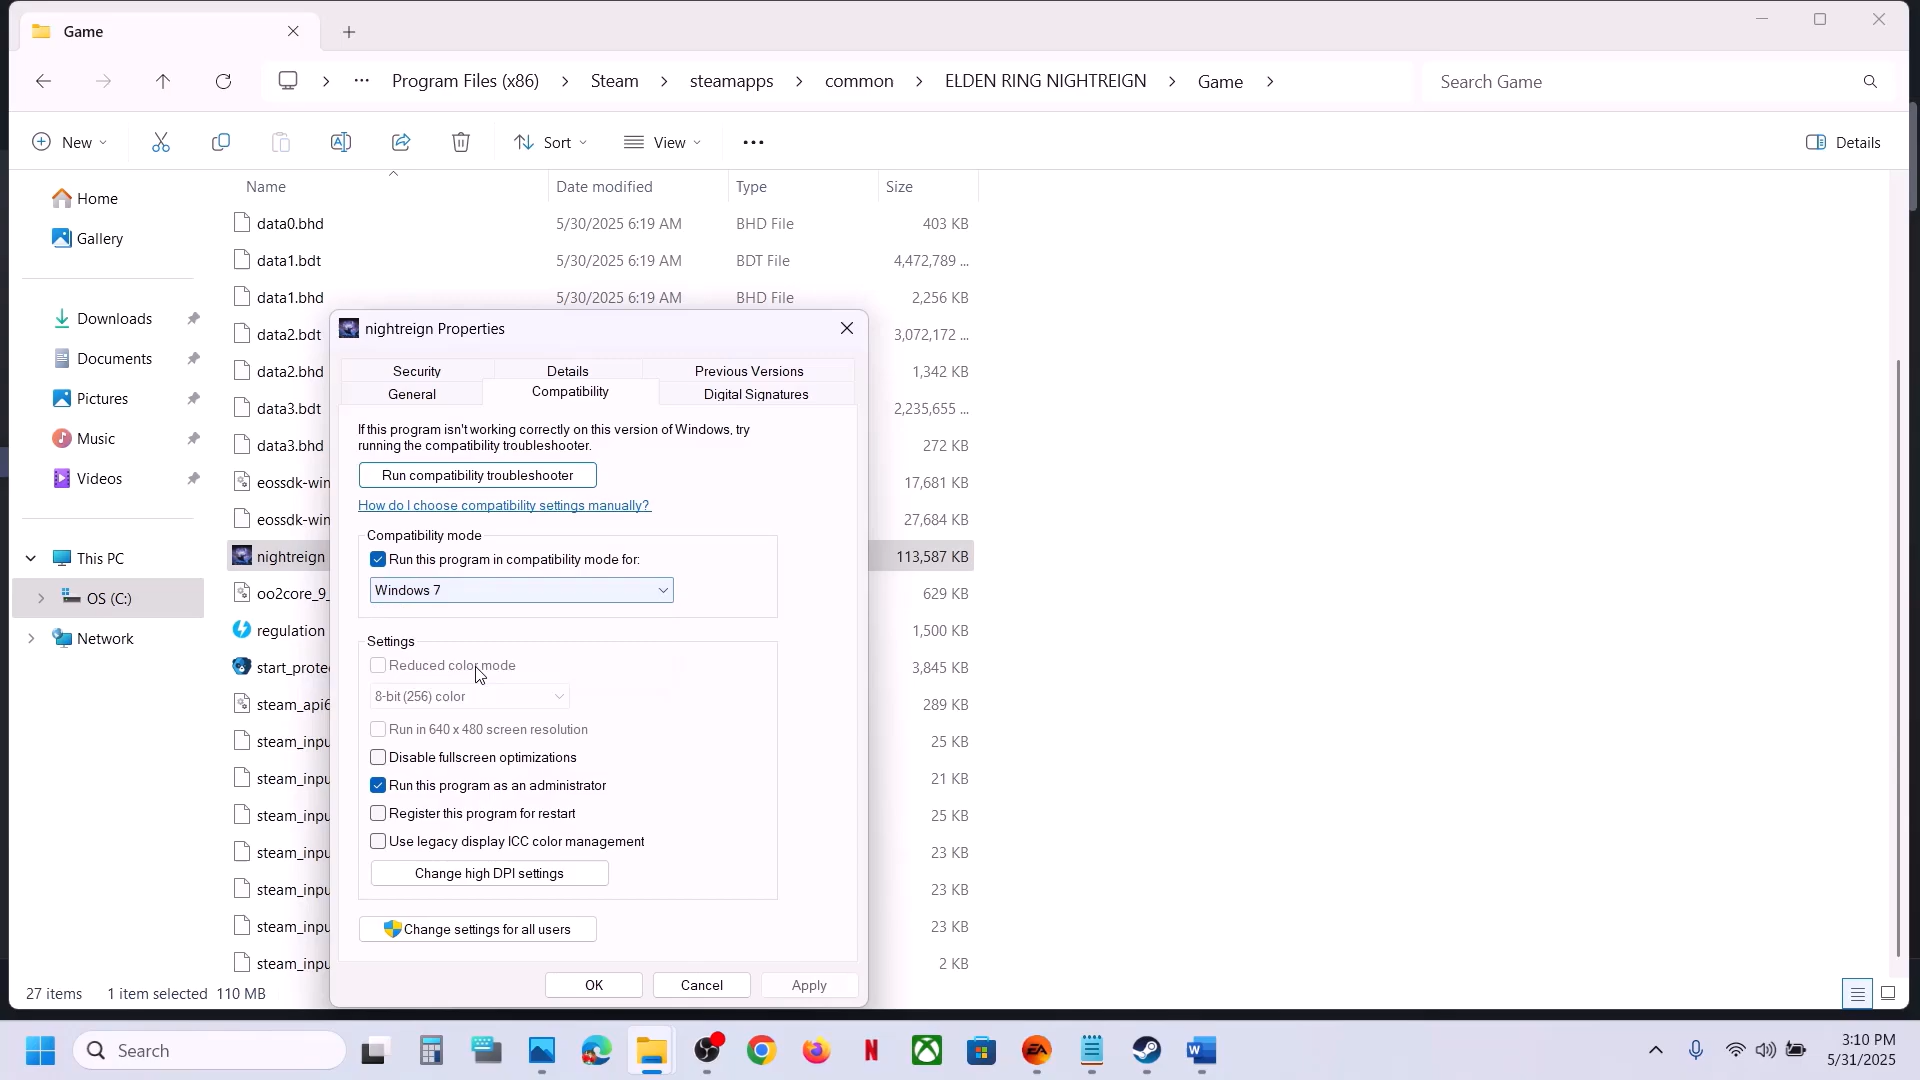 Game
Program Files (x86) > Steam > steamapps > common > ELDEN RING NIGHTREIGN > Game >
Search Game
New
Sort
View
Details
Name
Date modified
Type
Size
Home
Gallery
Downloads
Documents
Pictures
Music
Videos
This PC
OS (C:)
Network
data0.bhd 5/30/2025 6:19 AM BHD File 403 KB
data1.bdt 5/30/2025 6:19 AM BDT File 4,472,789 ...
data1.bhd 5/30/2025 6:19 AM BHD File 2,256 KB
data2.bdt 3,072,172 ...
data2.bhd 1,342 KB
data3.bdt 2,235,655 ...
data3.bhd 272 KB
eossdk-win 17,681 KB
eossdk-win 27,684 KB
nightreign 113,587 KB
oo2core_9_ 629 KB
regulation 1,500 KB
start_prote 3,845 KB
steam_api6 289 KB
steam_inpu 25 KB
steam_inpu 21 KB
steam_inpu 25 KB
steam_inpu 23 KB
steam_inpu 23 KB
steam_inpu 23 KB
steam_inpu 2 KB
27 items 1 item selected 110 MB
nightreign Properties
Security
Details
Previous Versions
General
Compatibility
Digital Signatures
If this program isn't working correctly on this version of Windows, try
running the compatibility troubleshooter.
Run compatibility troubleshooter
How do I choose compatibility settings manually?
Compatibility mode
Run this program in compatibility mode for:
Windows 7
Settings
Reduced color mode
8-bit (256) color
Run in 640 x 480 screen resolution
Disable fullscreen optimizations
Run this program as an administrator
Register this program for restart
Use legacy display ICC color management
Change high DPI settings
Change settings for all users
OK
Cancel
Apply
Search
3:10 PM
5/31/2025